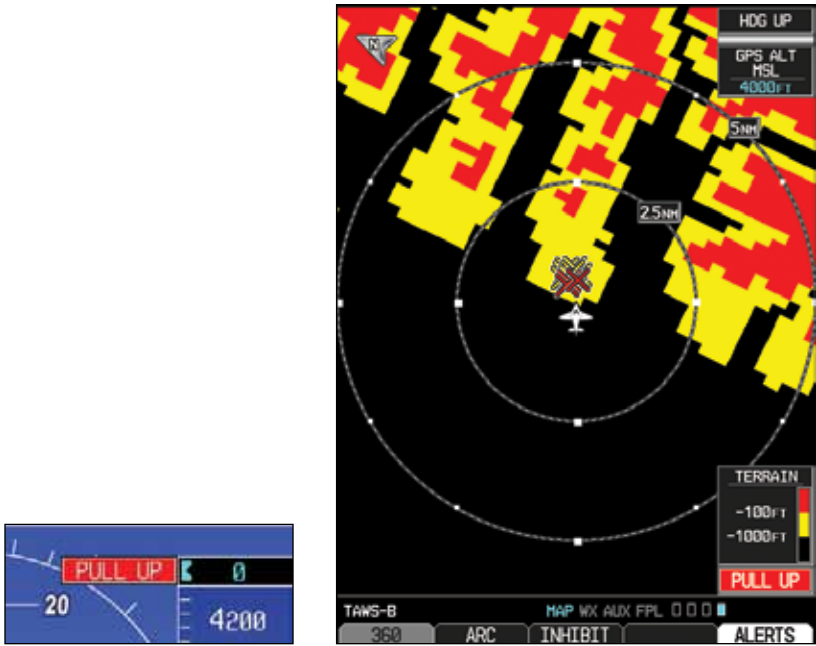 HDG UP
N
GPS ALT
MSL
4000FT
5NM
2.5NM
TERRAIN
-100FT
-1000FT
PULL UP
TAWS-B MAP WX AUX FPL
360 ARC INHIBIT ALERTS
PULL UP 0
20
4200